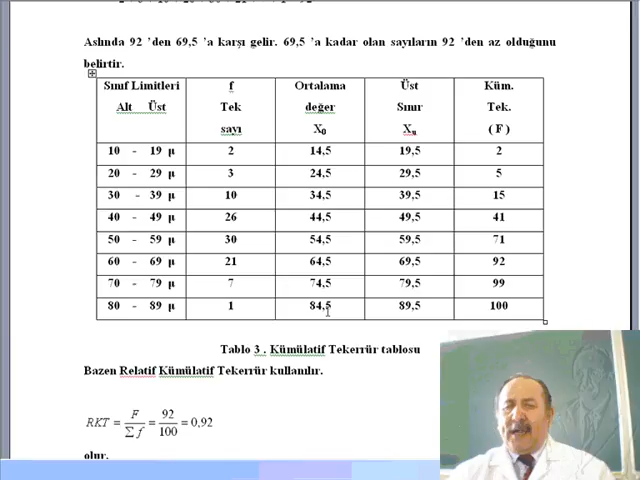 Aslında 92 'den 69,5 'a karşı gelir. 69,5 'a kadar olan sayıların 92 'den az olduğunu
belirtir.
Sınıf Limitleri f Ortalama Üst Küm.
Alt Üst Tek değer Sınır Tek.
sayı X0 Xu ( F )
10 - 19 µ 2 14,5 19,5 2
20 - 29 µ 3 24,5 29,5 5
30 - 39 µ 10 34,5 39,5 15
40 - 49 µ 26 44,5 49,5 41
50 - 59 µ 30 54,5 59,5 71
60 - 69 µ 21 64,5 69,5 92
70 - 79 µ 7 74,5 79,5 99
80 - 89 µ 1 84,5 89,5 100
Tablo 3 . Kümülatif Tekerrür tablosu
Bazen Relatif Kümülatif Tekerrür kullanılır.
RKT = F / Σf = 92 / 100 = 0,92
olur.